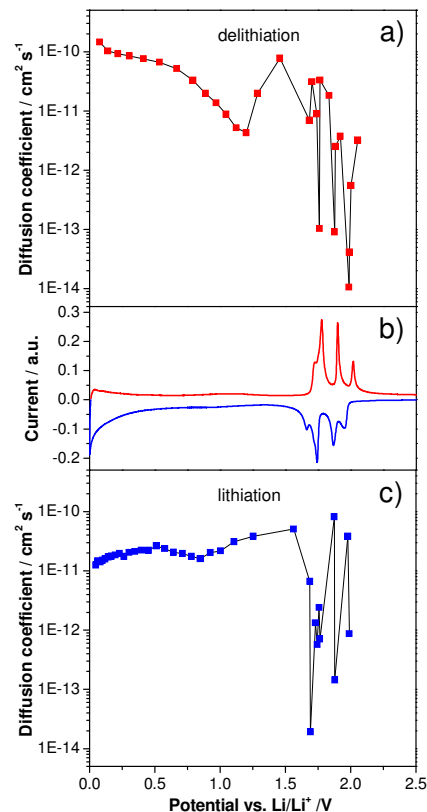 delithiation
a)
Diffusion coefficient / cm² s⁻¹
1E-10
1E-11
1E-12
1E-13
1E-14
b)
Current / a.u.
0.3
0.2
0.1
0.0
-0.1
-0.2
lithiation
c)
Diffusion coefficient / cm² s⁻¹
1E-10
1E-11
1E-12
1E-13
1E-14
0.0 0.5 1.0 1.5 2.0 2.5
Potential vs. Li/Li⁺ /V